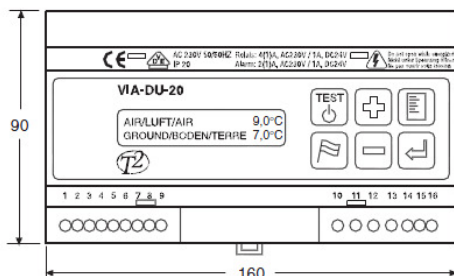 AC 230V 50/60HZ Relais: 4(1)A, AC230V / 1A, DC24V
IP 20 Alarm: 2(1)A, AC230V / 1A, DC24V
VIA-DU-20
TEST
AIR/LUFT/AIR 9,0°C
GROUND/BODEN/TERRE 7,0°C
T2
90
1 2 3 4 5 6 7 8 9 10 11 12 13 14 15 16
160